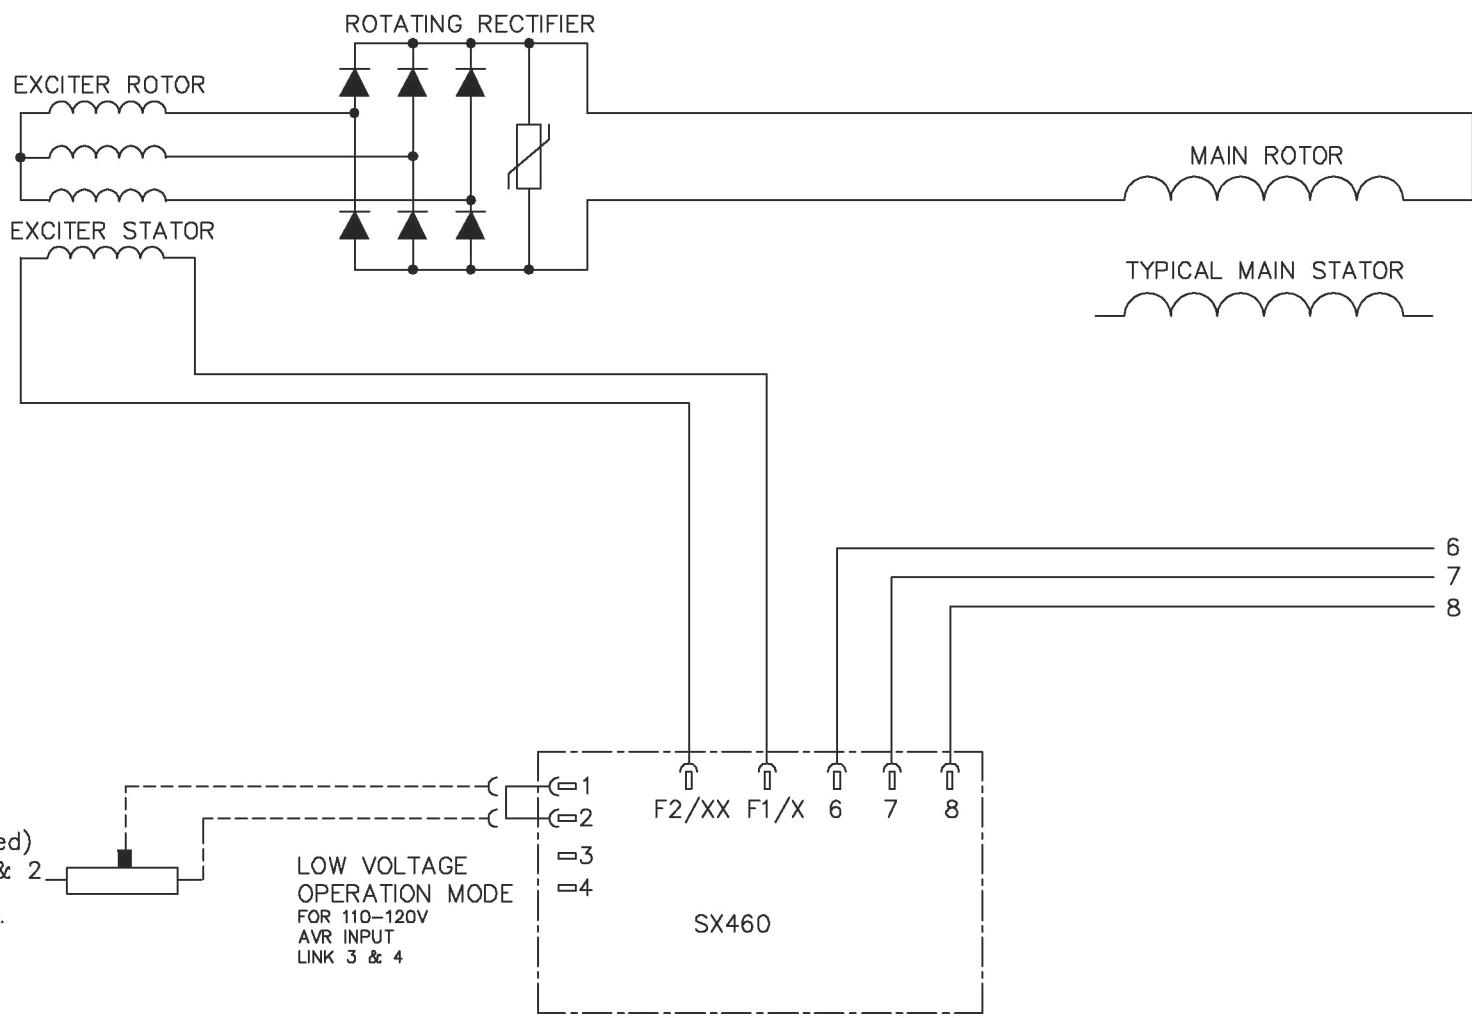 ROTATING RECTIFIER
EXCITER ROTOR
MAIN ROTOR
EXCITER STATOR
TYPICAL MAIN STATOR
6
7
8
1
2
3
4
F2/XX F1/X 6 7 8
ed)
& 2
LOW VOLTAGE
OPERATION MODE
FOR 110-120V
AVR INPUT
LINK 3 & 4
SX460